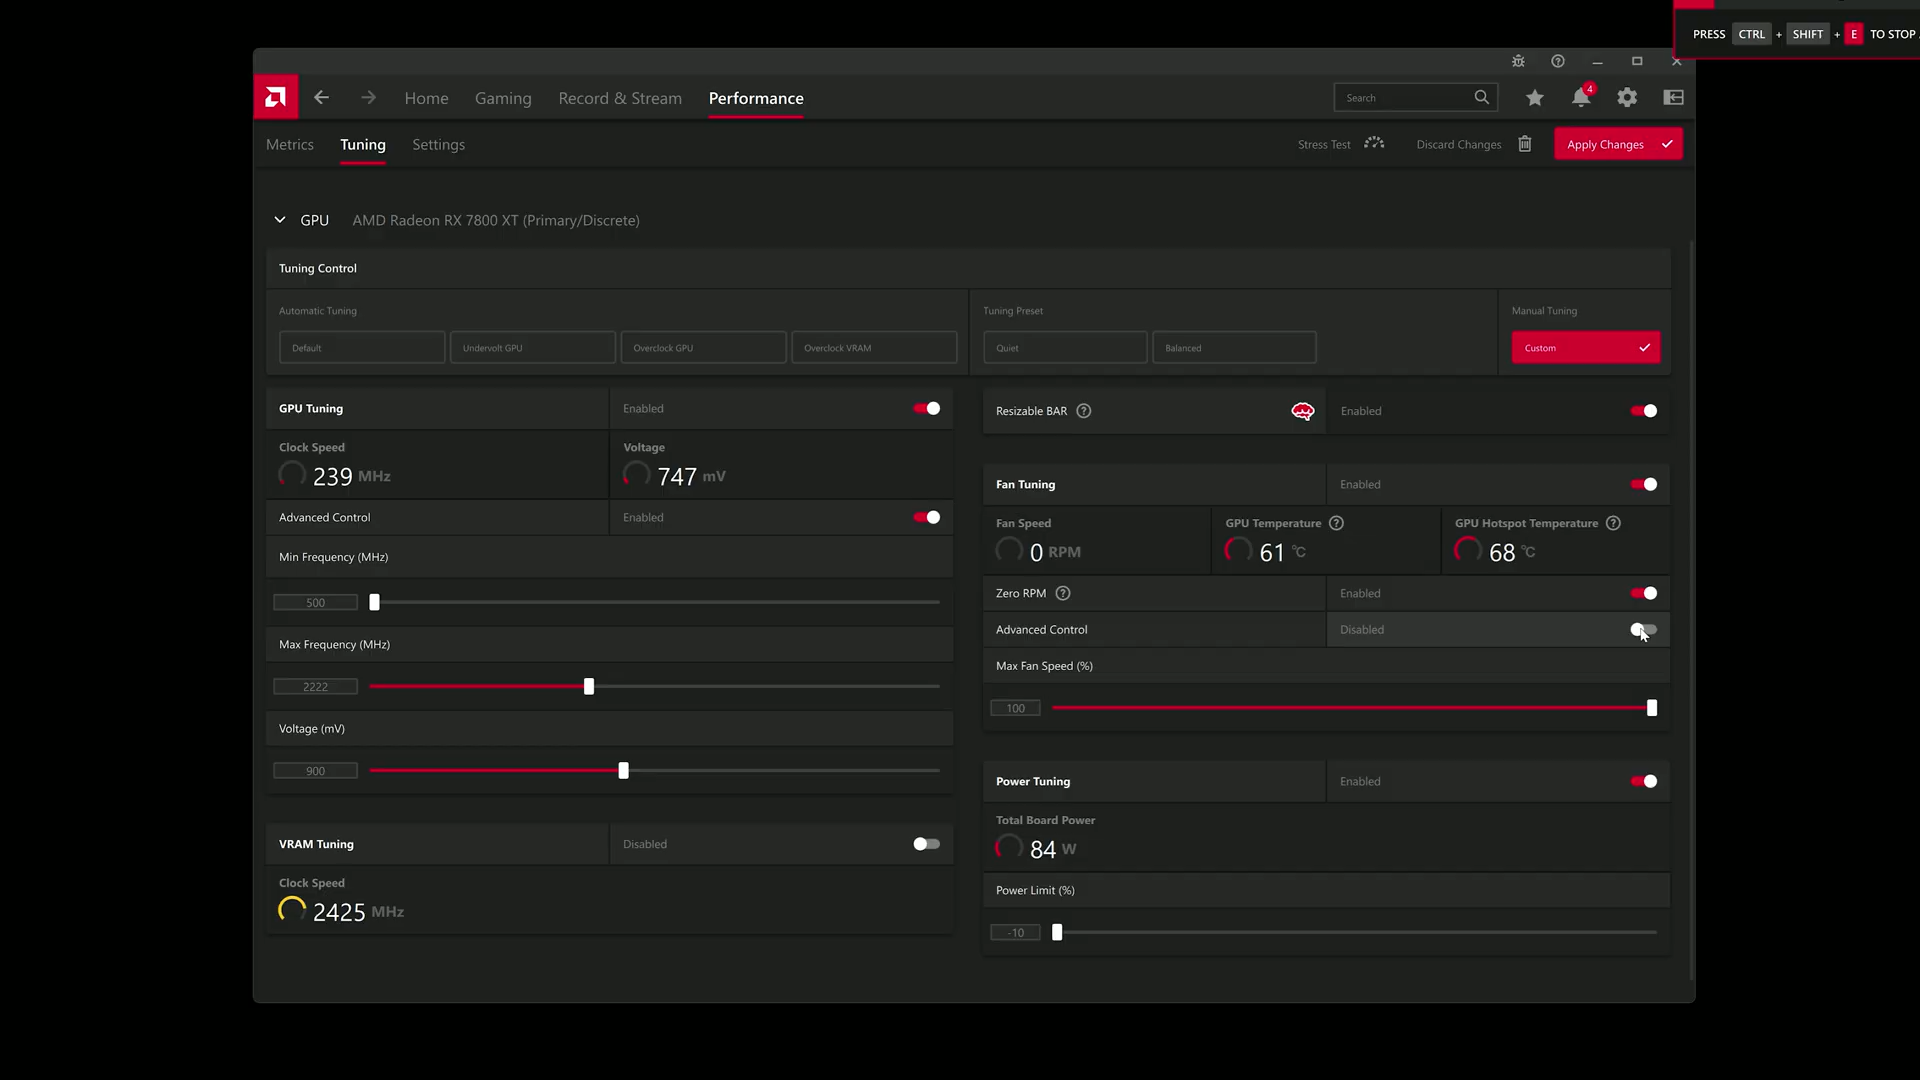 PRESS CTRL + SHIFT + E TO STOP
Home Gaming Record & Stream Performance
Search
4
Metrics Tuning Settings
Stress Test Discard Changes Apply Changes
GPU AMD Radeon RX 7800 XT (Primary/Discrete)
Tuning Control
Automatic Tuning
Default Undervolt GPU Overclock GPU Overclock VRAM
Tuning Preset
Quiet Balanced
Manual Tuning
Custom
GPU Tuning Enabled
Clock Speed
239 MHz
Voltage
747 mV
Advanced Control Enabled
Min Frequency (MHz)
500
Max Frequency (MHz)
2222
Voltage (mV)
900
VRAM Tuning Disabled
Clock Speed
2425 MHz
Resizable BAR ? Enabled
Fan Tuning Enabled
Fan Speed
0 RPM
GPU Temperature ?
61 °C
GPU Hotspot Temperature ?
68 °C
Zero RPM ? Enabled
Advanced Control Disabled
Max Fan Speed (%)
100
Power Tuning Enabled
Total Board Power
84 W
Power Limit (%)
-10